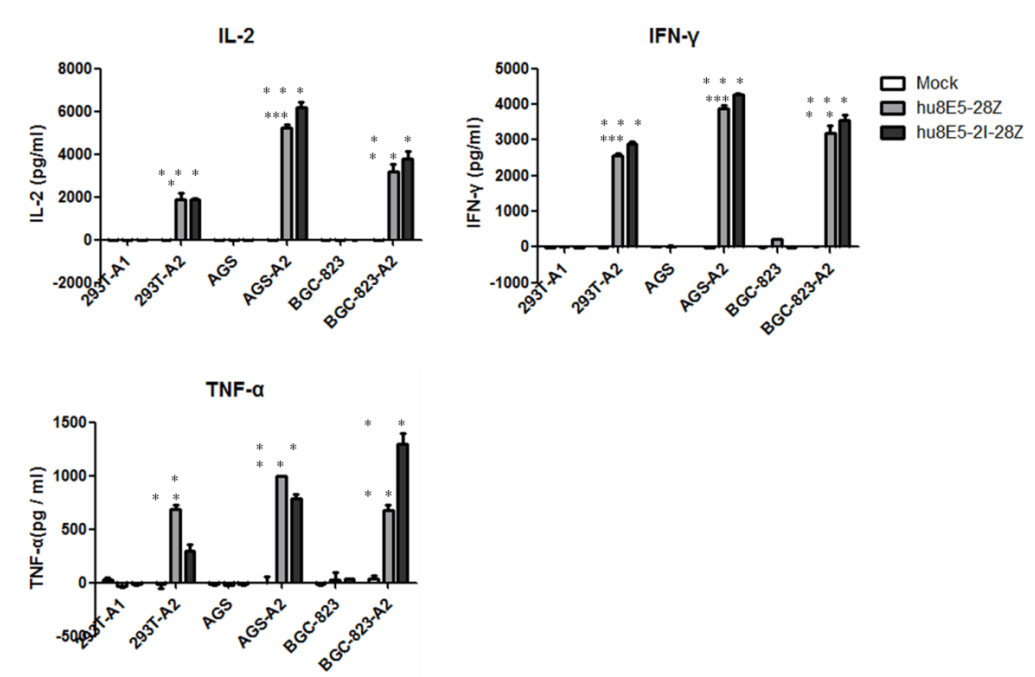 IL-2
IL-2 (pg/ml)
8000
6000
4000
2000
0
-2000
* * *
***
* * *
*
* *
* * *
293T-A1
293T-A2
AGS
AGS-A2
BGC-823
BGC-823-A2
IFN-γ
IFN-γ (pg/ml)
5000
4000
3000
2000
1000
0
-1000
* * *
***
* * *
* * *
* * *
***
293T-A1
293T-A2
AGS
AGS-A2
BGC-823
BGC-823-A2
Mock
hu8E5-28Z
hu8E5-2I-28Z
TNF-α
TNF-α(pg / ml)
1500
1000
500
0
-500
* *
* *
* *
*
* *
* *
293T-A1
293T-A2
AGS
AGS-A2
BGC-823
BGC-823-A2